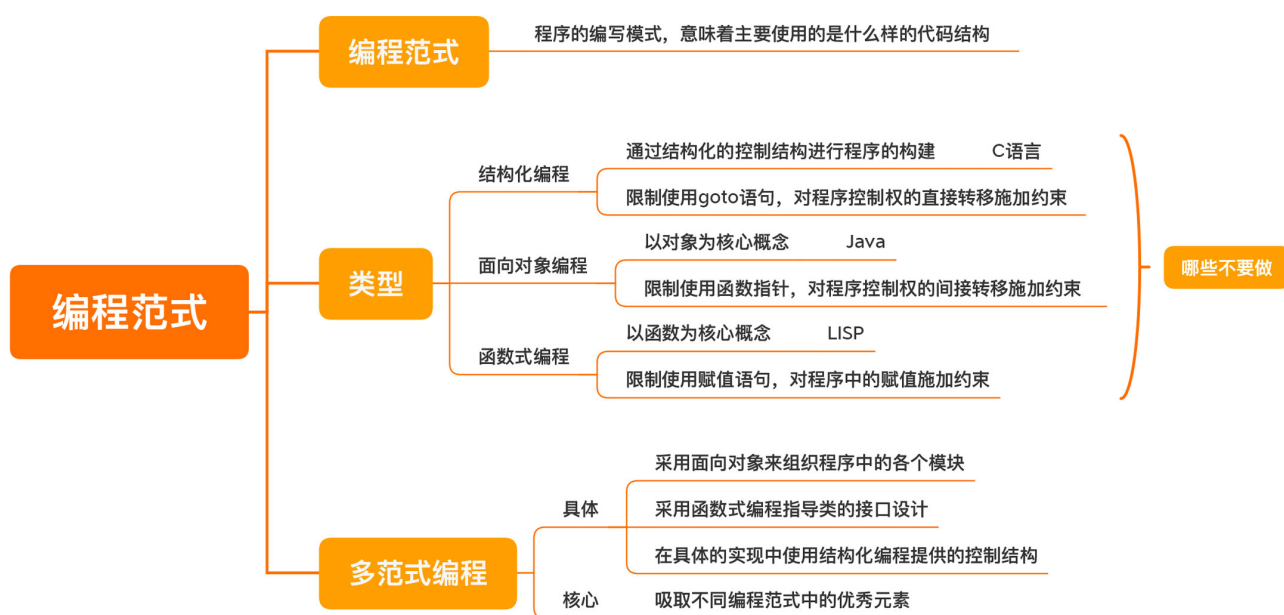 编程范式
编程范式
程序的编写模式，意味着主要使用的是什么样的代码结构
类型
结构化编程
通过结构化的控制结构进行程序的构建 C语言
限制使用goto语句，对程序控制权的直接转移施加约束
面向对象编程
以对象为核心概念 Java
限制使用函数指针，对程序控制权的间接转移施加约束
函数式编程
以函数为核心概念 LISP
限制使用赋值语句，对程序中的赋值施加约束
哪些不要做
多范式编程
具体
采用面向对象来组织程序中的各个模块
采用函数式编程指导类的接口设计
在具体的实现中使用结构化编程提供的控制结构
核心
吸取不同编程范式中的优秀元素